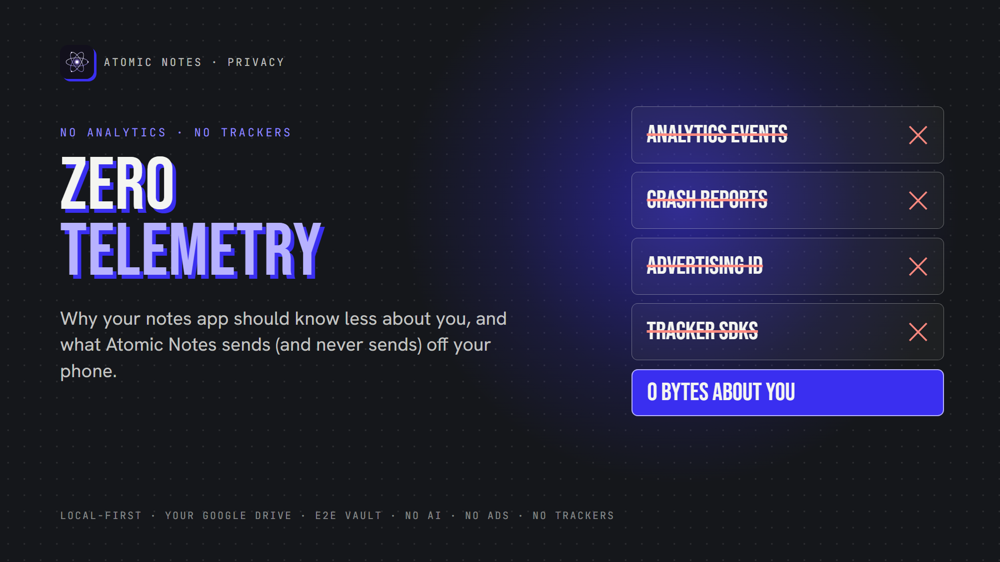 ATOMIC NOTES · PRIVACY
NO ANALYTICS · NO TRACKERS
ZERO
TELEMETRY
Why your notes app should know less about you, and
what Atomic Notes sends (and never sends) off your
phone.
ANALYTICS EVENTS
CRASH REPORTS
ADVERTISING ID
TRACKER SDKS
0 BYTES ABOUT YOU
LOCAL-FIRST · YOUR GOOGLE DRIVE · E2E VAULT · NO AI · NO ADS · NO TRACKERS